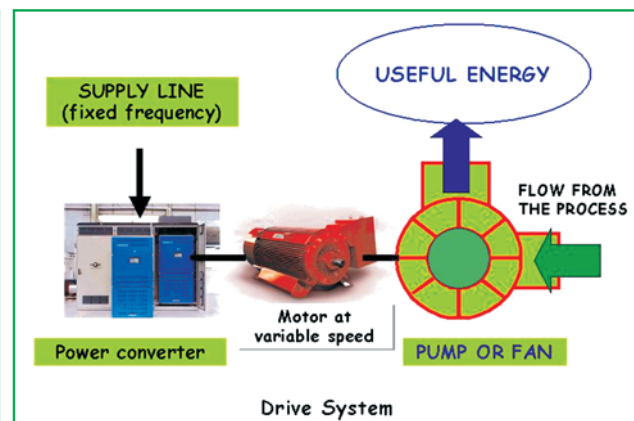 SUPPLY LINE
(fixed frequency)
USEFUL ENERGY
FLOW FROM
THE PROCESS
Motor at
variable speed
Power converter
PUMP OR FAN
Drive System